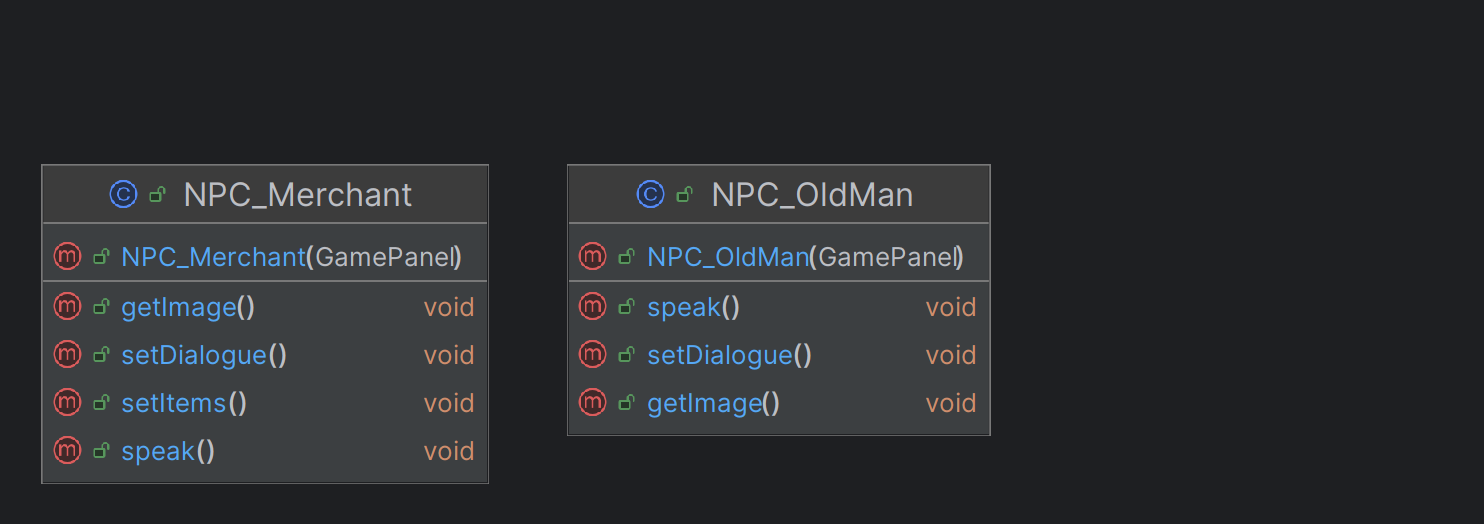 NPC_Merchant
NPC_Merchant(GamePanel)
getImage() void
setDialogue() void
setItems() void
speak() void
NPC_OldMan
NPC_OldMan(GamePanel)
speak() void
setDialogue() void
getImage() void